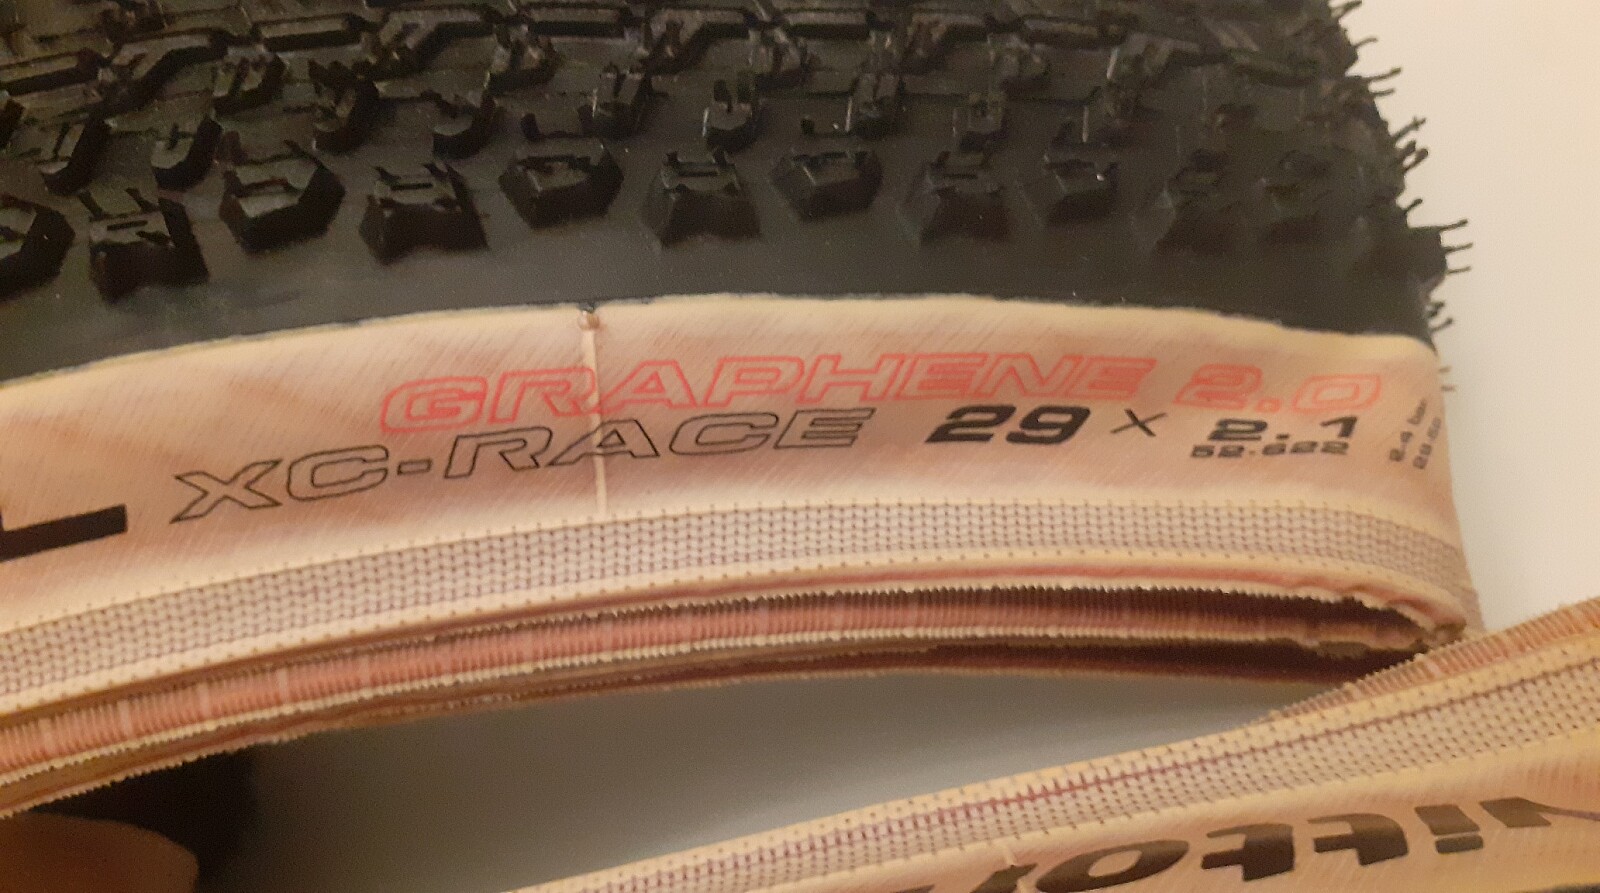 GRAPHENE 2.0
XC-RACE 29 x 2.1
52-622